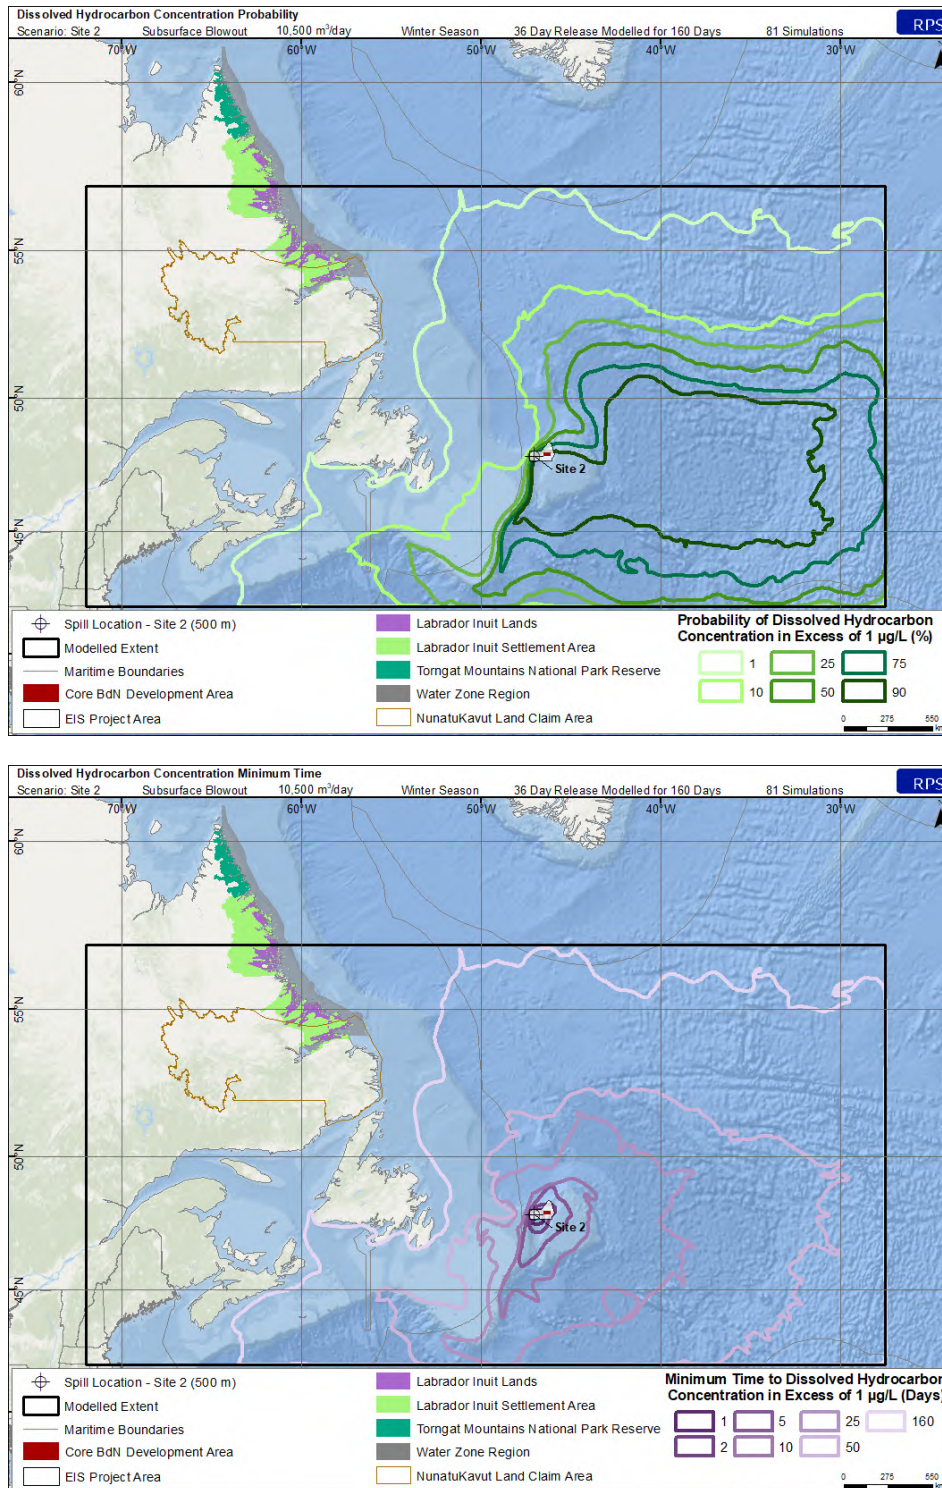 Dissolved Hydrocarbon Concentration Probability
Scenario: Site 2 Subsurface Blowout 10,500 m³/day Winter Season 36 Day Release Modelled for 160 Days 81 Simulations
RPS
70°W 60°W 50°W 40°W 30°W
60°N
55°N
50°N
45°N
Site 2
Spill Location - Site 2 (500 m)
Modelled Extent
Maritime Boundaries
Core BdN Development Area
EIS Project Area
Labrador Inuit Lands
Labrador Inuit Settlement Area
Torngat Mountains National Park Reserve
Water Zone Region
NunatuKavut Land Claim Area
Probability of Dissolved Hydrocarbon
Concentration in Excess of 1 µg/L (%)
1 25 75
10 50 90
0 275 550
km
Dissolved Hydrocarbon Concentration Minimum Time
Scenario: Site 2 Subsurface Blowout 10,500 m³/day Winter Season 36 Day Release Modelled for 160 Days 81 Simulations
RPS
70°W 60°W 50°W 40°W 30°W
60°N
55°N
50°N
45°N
Site 2
Spill Location - Site 2 (500 m)
Modelled Extent
Maritime Boundaries
Core BdN Development Area
EIS Project Area
Labrador Inuit Lands
Labrador Inuit Settlement Area
Torngat Mountains National Park Reserve
Water Zone Region
NunatuKavut Land Claim Area
Minimum Time to Dissolved Hydrocarbon
Concentration in Excess of 1 µg/L (Days)
1 5 25 160
2 10 50
0 275 550
km